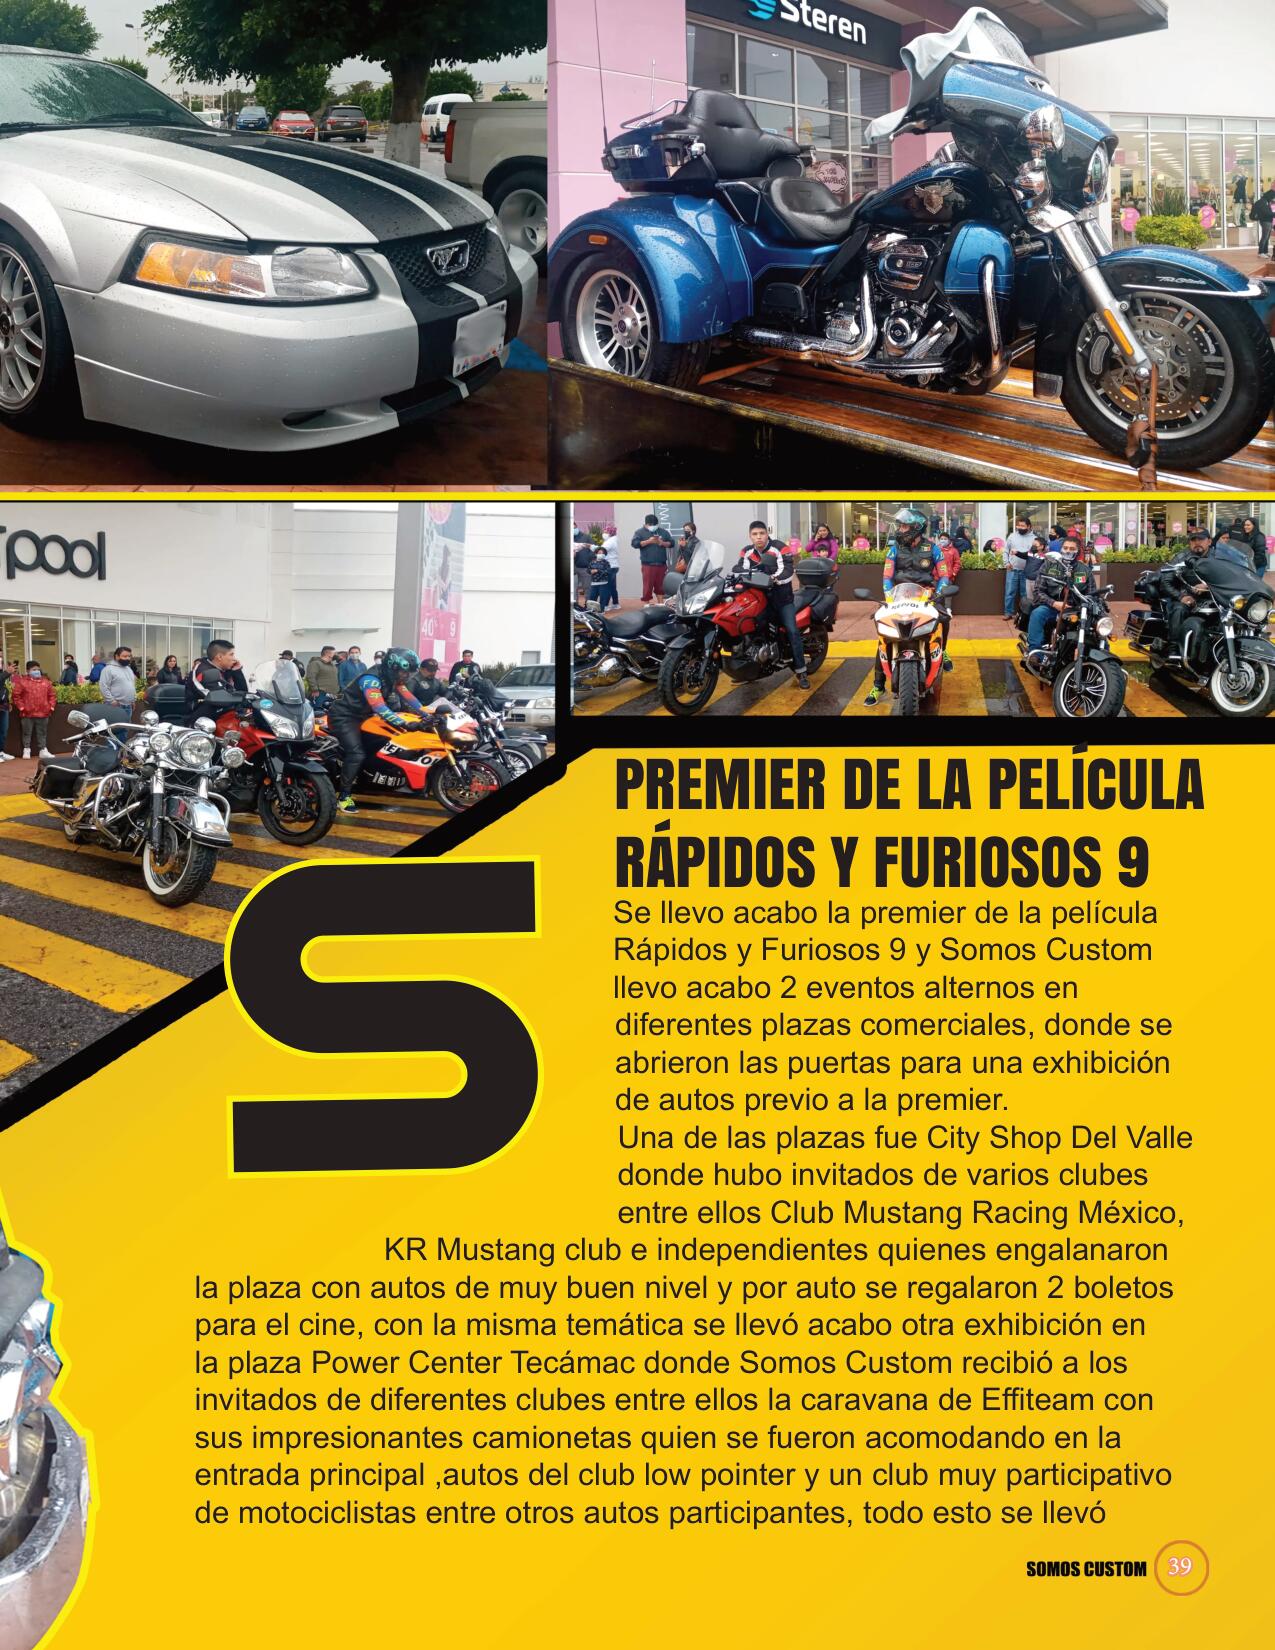 Steren
Pool
40
9
REPSOL
PREMIER DE LA PELÍCULA
RÁPIDOS Y FURIOSOS 9
S
Se llevo acabo la premier de la película
Rápidos y Furiosos 9 y Somos Custom
llevo acabo 2 eventos alternos en
diferentes plazas comerciales, donde se
abrieron las puertas para una exhibición
de autos previo a la premier.
Una de las plazas fue City Shop Del Valle
donde hubo invitados de varios clubes
entre ellos Club Mustang Racing México,
KR Mustang club e independientes quienes engalanaron
la plaza con autos de muy buen nivel y por auto se regalaron 2 boletos
para el cine, con la misma temática se llevó acabo otra exhibición en
la plaza Power Center Tecámac donde Somos Custom recibió a los
invitados de diferentes clubes entre ellos la caravana de Effiteam con
sus impresionantes camionetas quien se fueron acomodando en la
entrada principal ,autos del club low pointer y un club muy participativo
de motociclistas entre otros autos participantes, todo esto se llevó
SOMOS CUSTOM 39